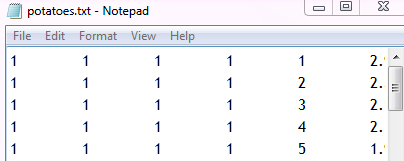 potatoes.txt - Notepad
File Edit Format View Help
1 1 1 1 1 2.
1 1 1 1 2 2.
1 1 1 1 3 2.
1 1 1 1 4 2.
1 1 1 1 5 1.